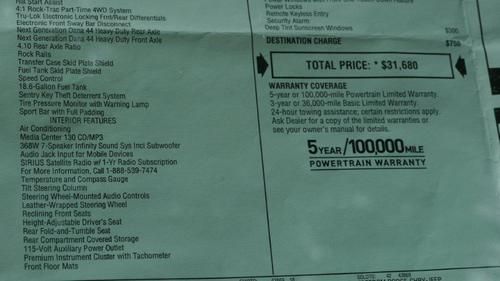 Hill Start Assist
4:1 Rock-Trac Part-Time 4WD System
Tru-Lok Electronic Locking Frnt/Rear Differentials
Electronic Front Sway Bar Disconnect
Next Generation Dana 44 Heavy Duty Rear Axle
Next Generation Dana 44 Heavy Duty Front Axle
4.10 Rear Axle Ratio
Rock Rails
Transfer Case Skid Plate Shield
Fuel Tank Skid Plate Shield
Speed Control
18.6-Gallon Fuel Tank
Sentry Key Theft Deterrent System
Tire Pressure Monitor with Warning Lamp
Sport Bar with Full Padding
INTERIOR FEATURES
Air Conditioning
Media Center 130 CD/MP3
368W 7-Speaker Infinity Sound Sys Incl Subwoofer
Audio Jack Input for Mobile Devices
SIRIUS Satellite Radio w/ 1-Yr Radio Subscription
For More Information, Call 1-888-539-7474
Temperature and Compass Gauge
Tilt Steering Column
Steering Wheel-Mounted Audio Controls
Leather-Wrapped Steering Wheel
Reclining Front Seats
Height-Adjustable Driver's Seat
Rear Fold-and-Tumble Seat
Rear Compartment Covered Storage
115-Volt Auxiliary Power Outlet
Premium Instrument Cluster with Tachometer
Front Floor Mats
Power Locks
Remote Keyless Entry
Security Alarm
Deep Tint Sunscreen Windows
DESTINATION CHARGE $750
TOTAL PRICE: * $31,680
WARRANTY COVERAGE
5-year or 100,000-mile Powertrain Limited Warranty.
3-year or 36,000-mile Basic Limited Warranty.
24-hour towing assistance; certain restrictions apply.
Ask Dealer for a copy of the limited warranties or
see your owner's manual for details.
5 YEAR/100,000 MILE
POWERTRAIN WARRANTY